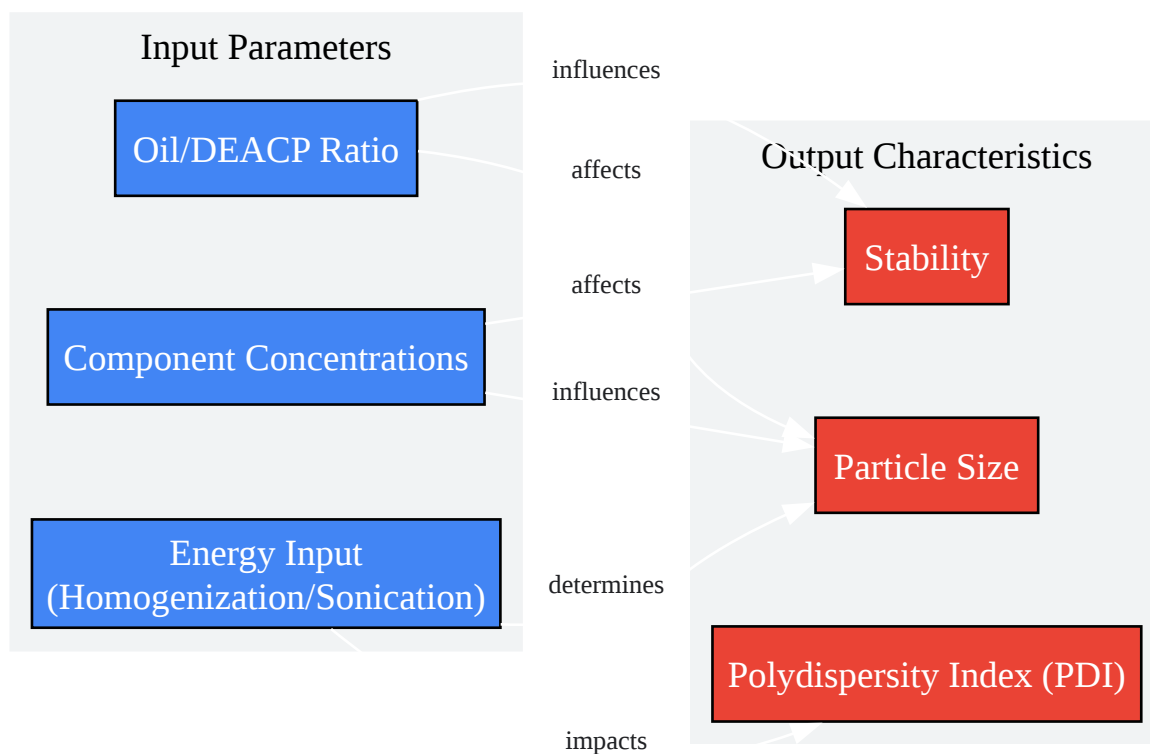 Input Parameters
Oil/DEACP Ratio
Component Concentrations
Energy Input
(Homogenization/Sonication)
influences
affects
affects
influences
determines
impacts
Output Characteristics
Stability
Particle Size
Polydispersity Index (PDI)